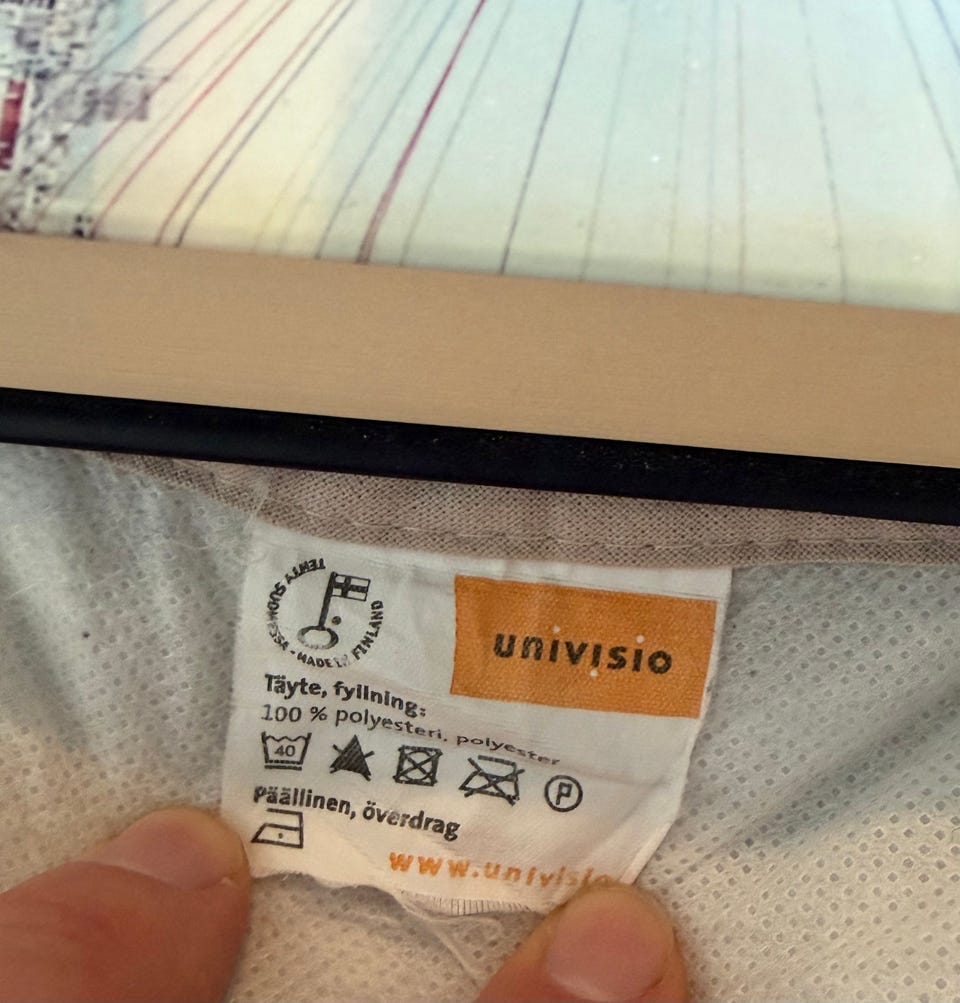 TEHTY SUOMESSA • MADE IN FINLAND
univisio
Täyte, fyllning:
100 % polyesteri, polyester
40
P
Päällinen, överdrag
www.univisio